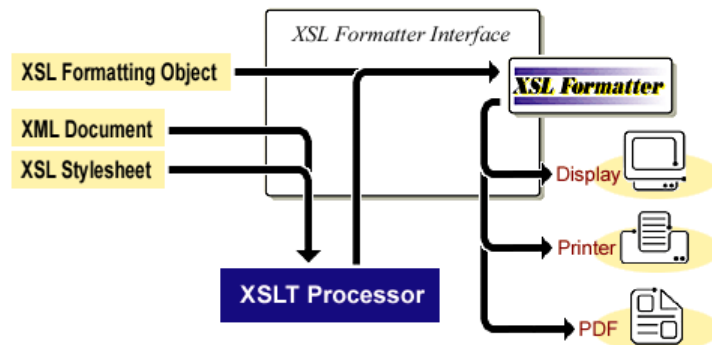 XSL Formatter Interface
XSL Formatting Object
XSL Formatter
XML Document
XSL Stylesheet
Display
Printer
XSLT Processor
PDF